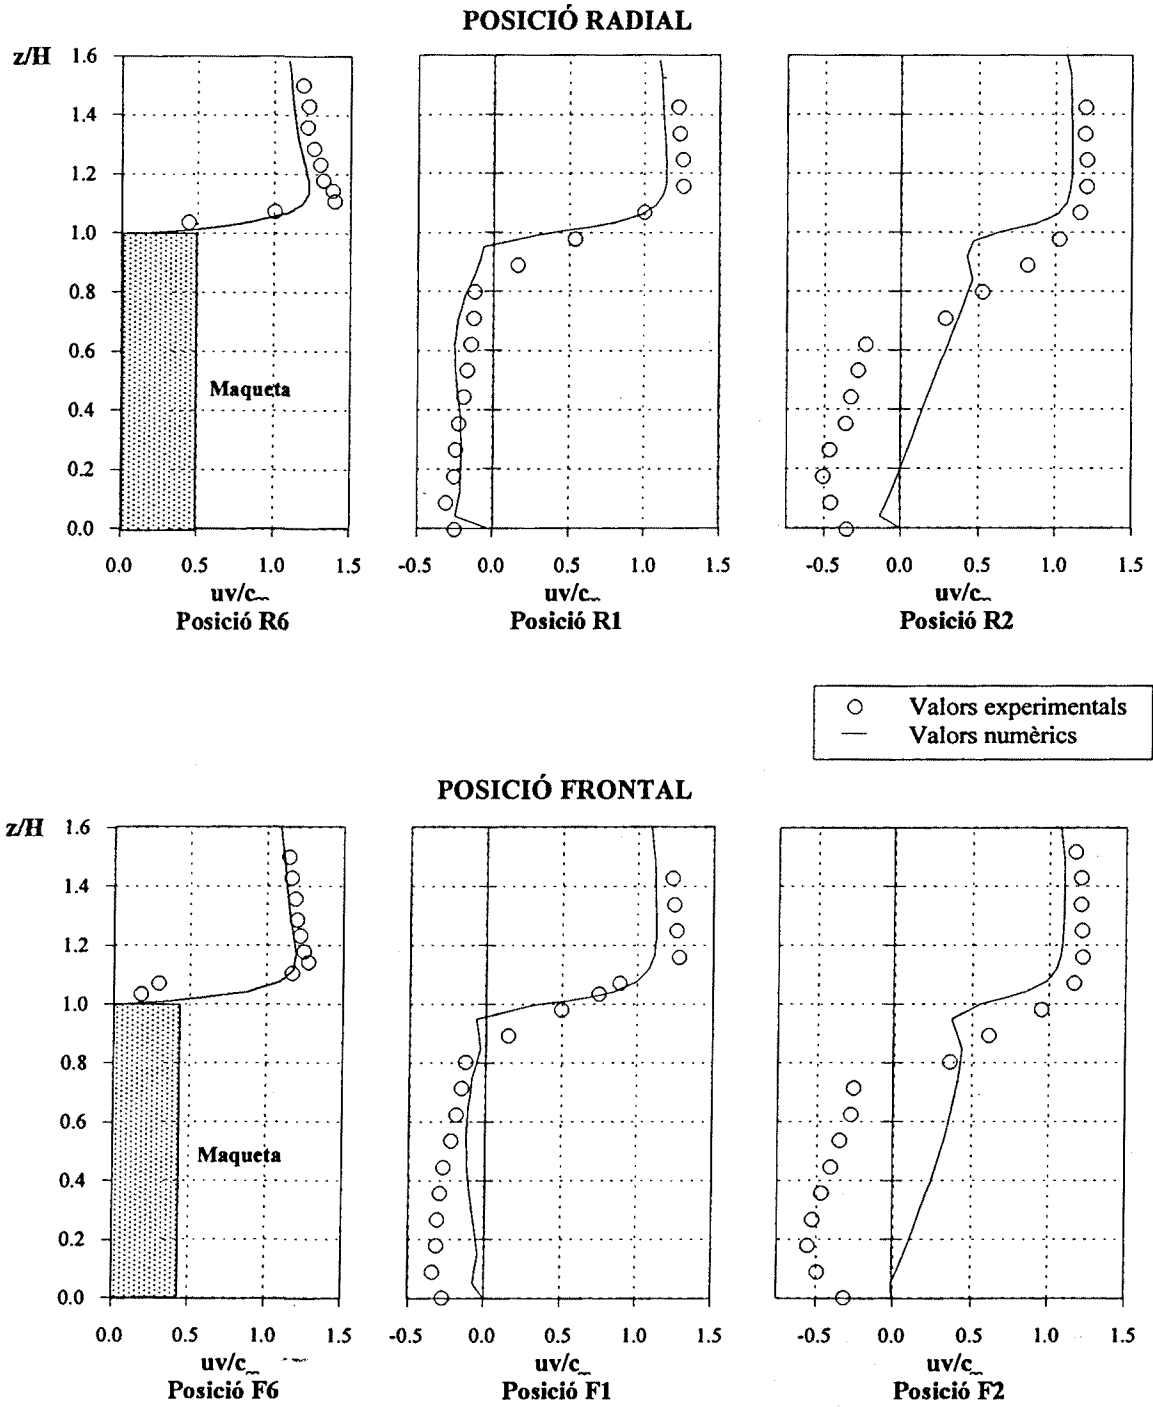 POSICIÓ RADIAL
z/H
1.6
1.4
1.2
1.0
0.8
0.6
0.4
0.2
0.0
Maqueta
0.0 0.5 1.0 1.5
-0.5 0.0 0.5 1.0 1.5
-0.5 0.0 0.5 1.0 1.5
uv/c uv/c uv/c
Posició R6 Posició R1 Posició R2
Valors experimentals
Valors numèrics
POSICIÓ FRONTAL
z/H
1.6
1.4
1.2
1.0
0.8
0.6
0.4
0.2
0.0
Maqueta
0.0 0.5 1.0 1.5
-0.5 0.0 0.5 1.0 1.5
-0.5 0.0 0.5 1.0 1.5
uv/c uv/c uv/c
Posició F6 Posició F1 Posició F2